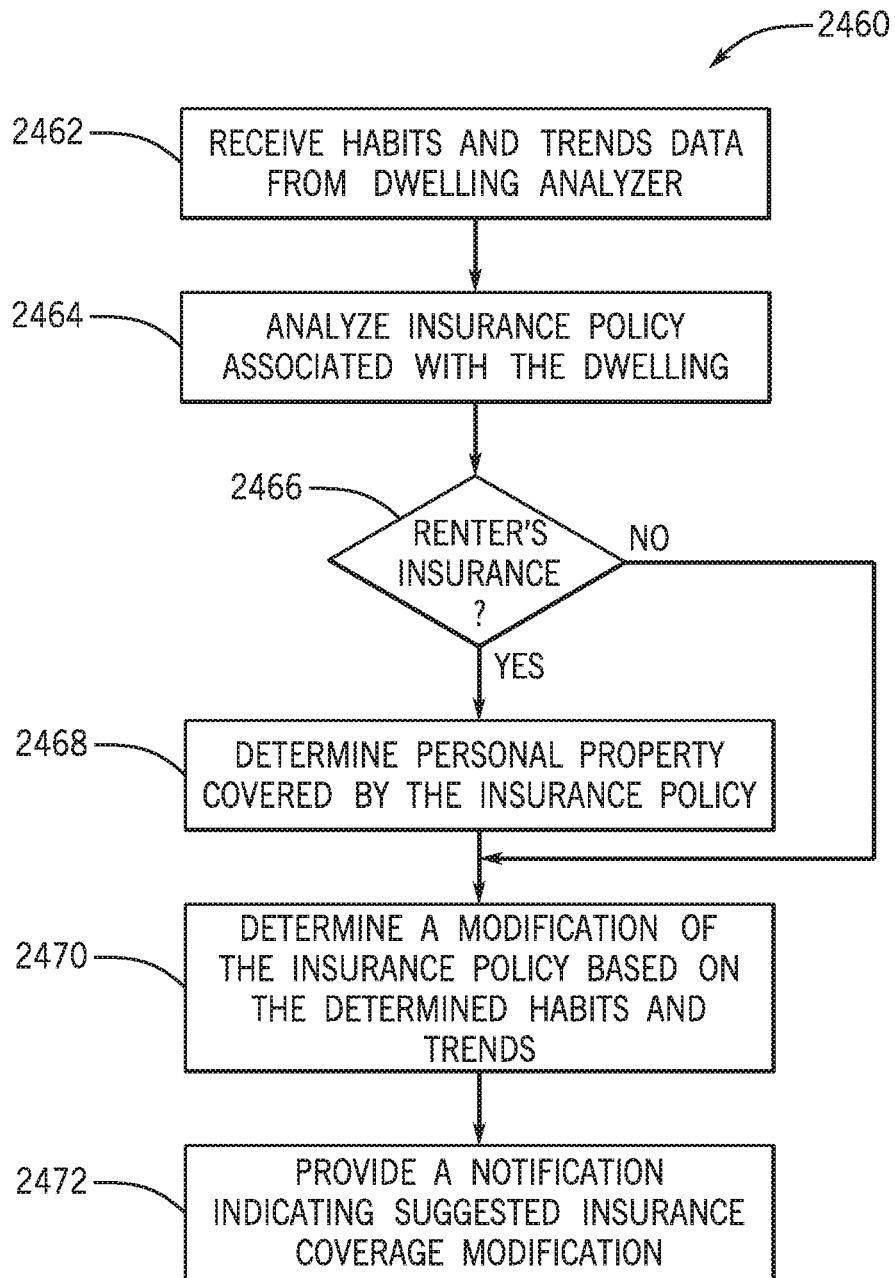 2460
2462
RECEIVE HABITS AND TRENDS DATA
FROM DWELLING ANALYZER
2464
ANALYZE INSURANCE POLICY
ASSOCIATED WITH THE DWELLING
2466
RENTER'S
INSURANCE
?
NO
YES
2468
DETERMINE PERSONAL PROPERTY
COVERED BY THE INSURANCE POLICY
2470
DETERMINE A MODIFICATION OF
THE INSURANCE POLICY BASED ON
THE DETERMINED HABITS AND
TRENDS
2472
PROVIDE A NOTIFICATION
INDICATING SUGGESTED INSURANCE
COVERAGE MODIFICATION